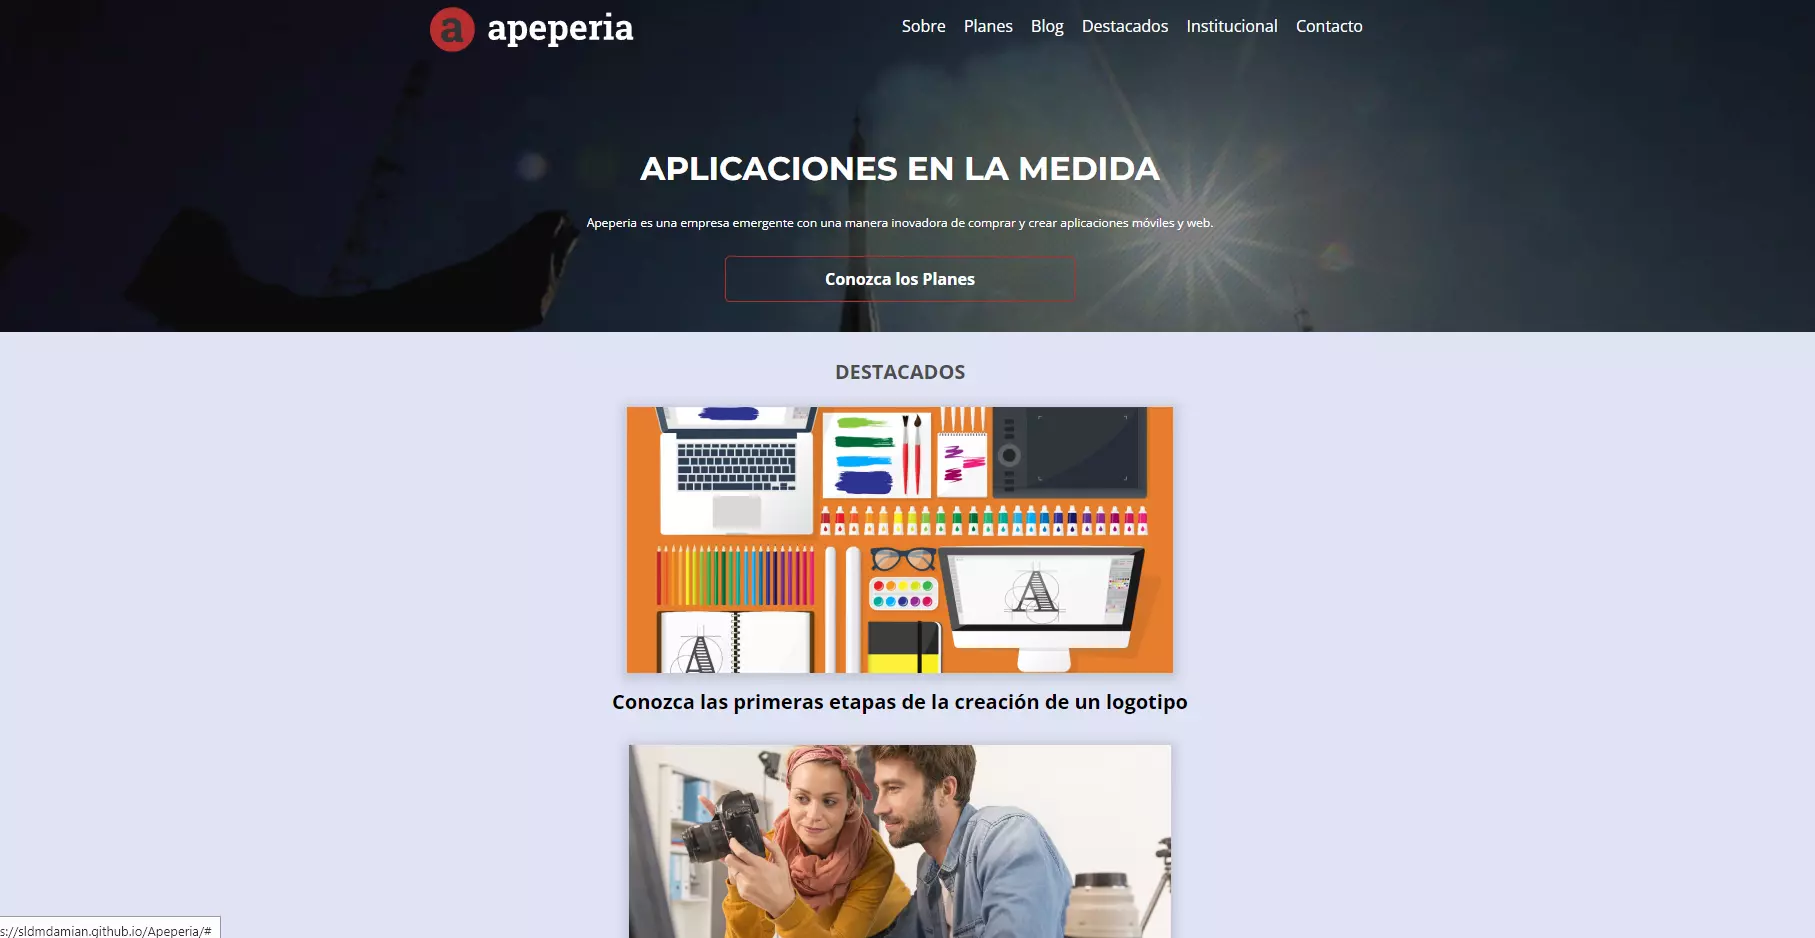 a apeperia
Sobre Planes Blog Destacados Institucional Contacto
APLICACIONES EN LA MEDIDA
Apeperia es una empresa emergente con una manera inovadora de comprar y crear aplicaciones móviles y web.
Conozca los Planes
DESTACADOS
A
A
Conozca las primeras etapas de la creación de un logotipo
s://sldmdamian.github.io/Apeperia/#